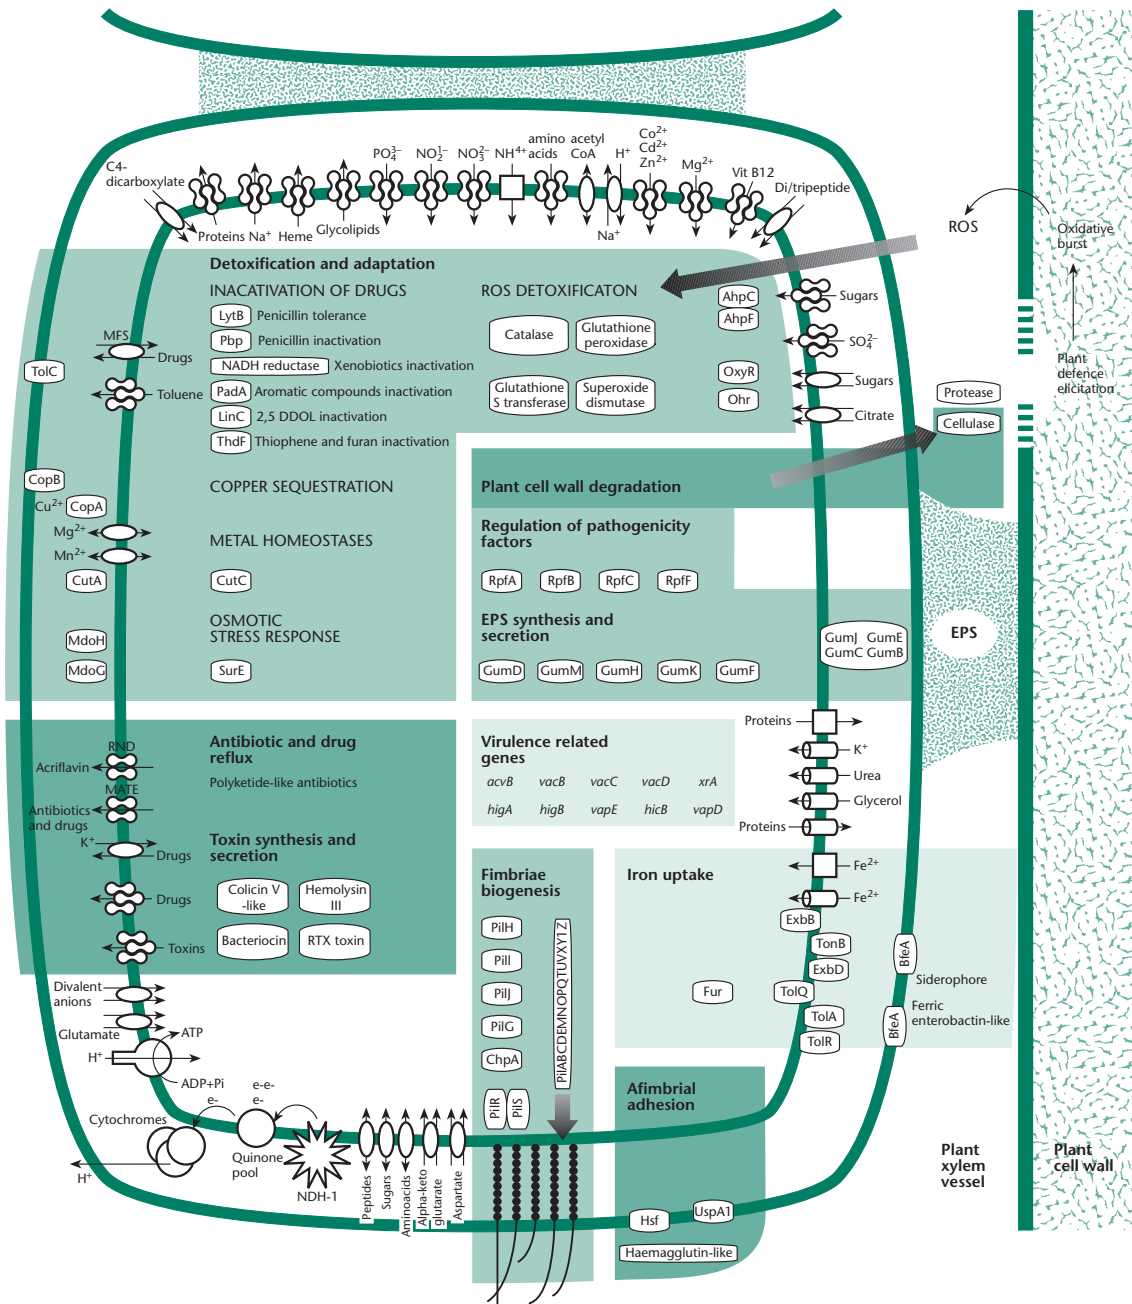 C4-
dicarboxylate
PO₄³⁻
NO₂¹⁻
NO₃²⁻
NH⁴⁺
amino
acids
acetyl
CoA
H⁺
Co²⁺
Cd²⁺
Zn²⁺
Mg²⁺
Vit B12
Di/tripeptide
Proteins
Na⁺
Heme
Glycolipids
Na⁺
ROS
Oxidative
burst
Plant
defence
elicitation
Detoxification and adaptation
INACATIVATION OF DRUGS
LytB Penicillin tolerance
Pbp Penicillin inactivation
NADH reductase Xenobiotics inactivation
PadA Aromatic compounds inactivation
LinC 2,5 DDOL inactivation
ThdF Thiophene and furan inactivation
ROS DETOXIFICATON
Catalase
Glutathione
peroxidase
Glutathione
S transferase
Superoxide
dismutase
AhpC
AhpF
OxyR
Ohr
Sugars
SO₄²⁻
Sugars
Citrate
MFS
Drugs
TolC
Toluene
Protease
Cellulase
CopB
Cu²⁺
CopA
Mg²⁺
Mn²⁺
CutA
MdoH
MdoG
COPPER SEQUESTRATION
METAL HOMEOSTASES
CutC
OSMOTIC
STRESS RESPONSE
SurE
Plant cell wall degradation
Regulation of pathogenicity
factors
RpfA RpfB RpfC RpfF
EPS synthesis and
secretion
GumD GumM GumH GumK GumF
GumJ GumE
GumC GumB
EPS
RND
Acriflavin
MATE
Antibiotics
and drugs
K⁺
Drugs
Drugs
Toxins
Antibiotic and drug
reflux
Polyketide-like antibiotics
Toxin synthesis and
secretion
Colicin V
-like
Hemolysin
III
Bacteriocin
RTX toxin
Virulence related
genes
acvB vacB vacC vacD xrA
higA higB vapE hicB vapD
Proteins
K⁺
Urea
Glycerol
Proteins
Fe²⁺
Fe²⁺
Fimbriae
biogenesis
PilH
PilI
PilJ
PilG
ChpA
PilR
PilS
PilABCDEMNOPQTUVXY1Z
Iron uptake
ExbB
TonB
ExbD
Fur
TolQ
TolA
TolR
BfeA
Siderophore
BfeA
Ferric
enterobactin-like
Divalent
anions
Glutamate
ATP
H⁺
ADP+Pi
Cytochromes
e-
e-e-
e-
Quinone
pool
NDH-1
H⁺
Peptides
Sugars
Aminoacids
Alpha-keto
glutarate
Aspartate
Afimbrial
adhesion
Hsf
UspA1
Haemagglutin-like
Plant
xylem
vessel
Plant
cell wall